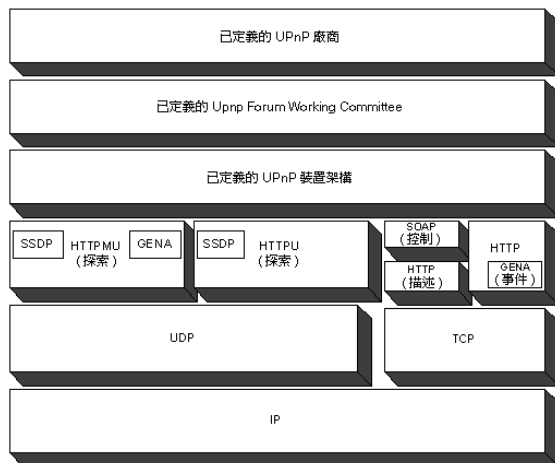 已定義的 UPnP 廠商
已定義的 Upnp Forum Working Committee
已定義的 UPnP 裝置架構
SSDP
HTTPMU
(探索)
GENA
SSDP
HTTPU
(探索)
SOAP
(控制)
HTTP
(描述)
HTTP
GENA
(事件)
UDP
TCP
IP